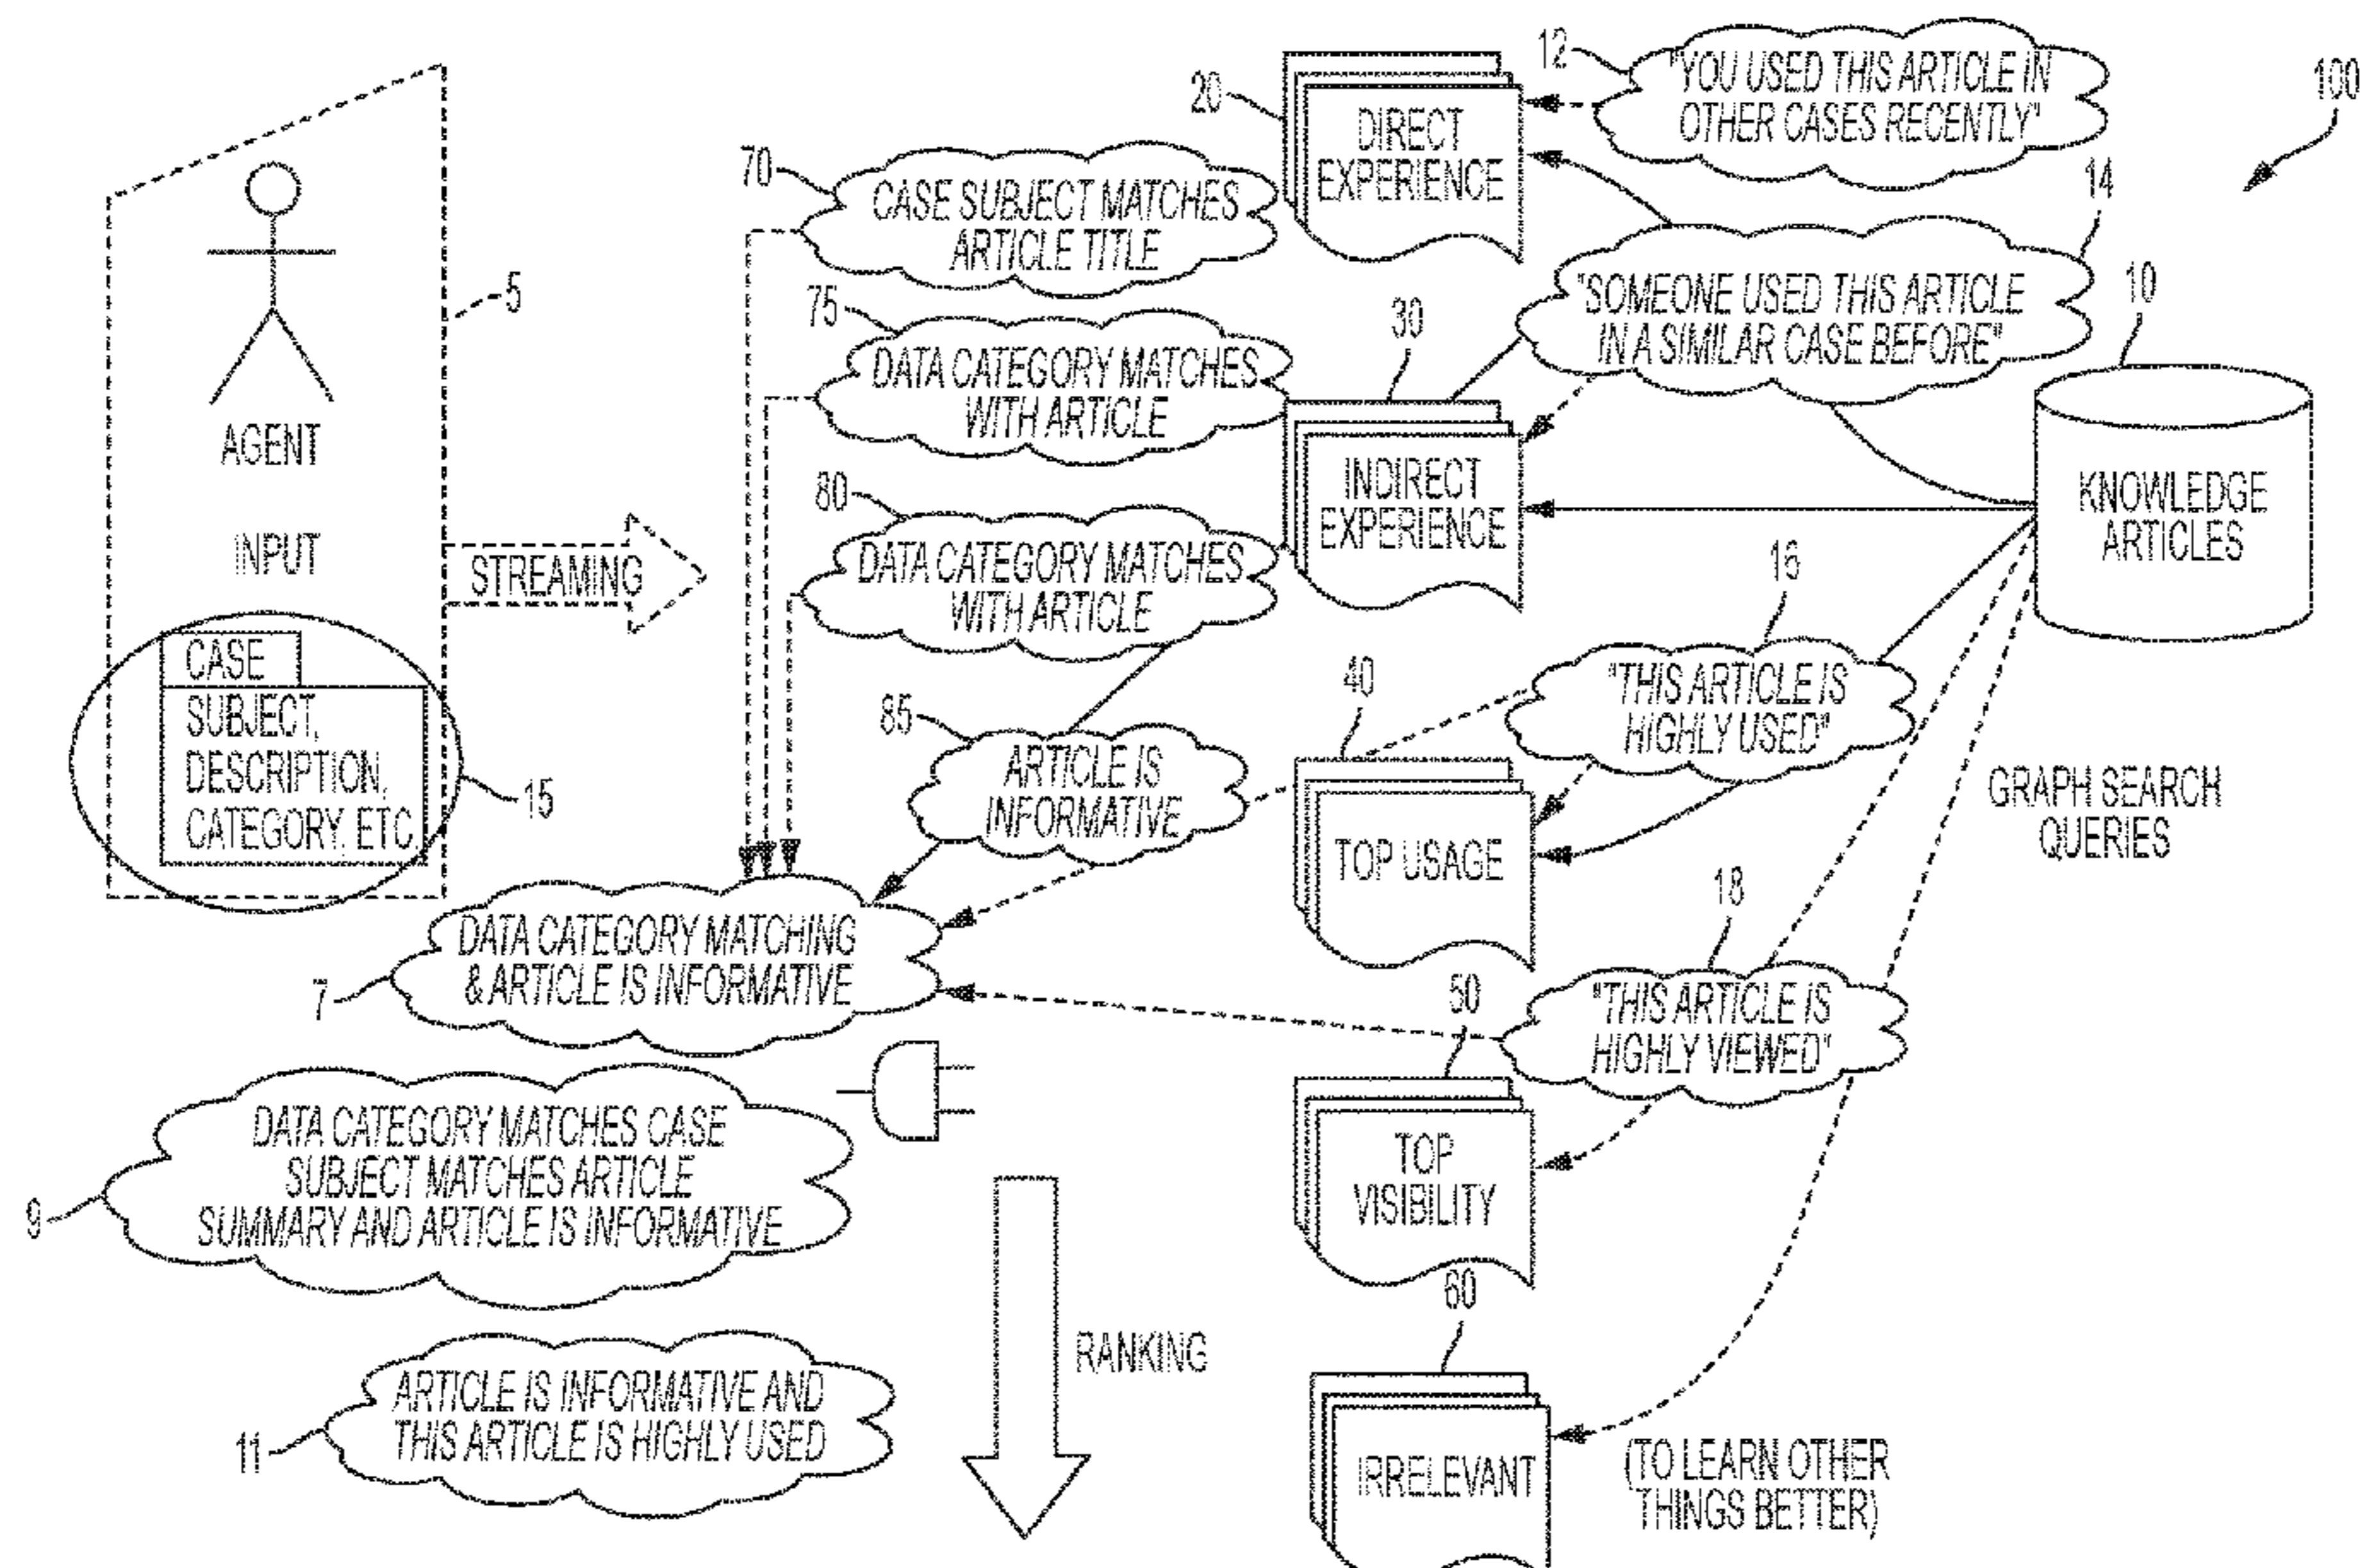 12
"YOU USED THIS ARTICLE IN
OTHER CASES RECENTLY"
100
20
DIRECT
EXPERIENCE
70
CASE SUBJECT MATCHES
ARTICLE TITLE
14
"SOMEONE USED THIS ARTICLE
IN A SIMILAR CASE BEFORE"
5
75
DATA CATEGORY MATCHES
WITH ARTICLE
30
10
AGENT
INPUT
80
DATA CATEGORY MATCHES
WITH ARTICLE
INDIRECT
EXPERIENCE
KNOWLEDGE
ARTICLES
STREAMING
16
"THIS ARTICLE IS
HIGHLY USED"
CASE
SUBJECT,
DESCRIPTION,
CATEGORY. ETC.
15
85
ARTICLE IS
INFORMATIVE
40
TOP USAGE
GRAPH SEARCH
QUERIES
18
7
DATA CATEGORY MATCHING
& ARTICLE IS INFORMATIVE
50
"THIS ARTICLE IS
HIGHLY VIEWED"
9
DATA CATEGORY MATCHES CASE
SUBJECT MATCHES ARTICLE
SUMMARY AND ARTICLE IS INFORMATIVE
TOP
VISIBILITY
60
RANKING
11
ARTICLE IS INFORMATIVE AND
THIS ARTICLE IS HIGHLY USED
IRRELEVANT
(TO LEARN OTHER
THINGS BETTER)